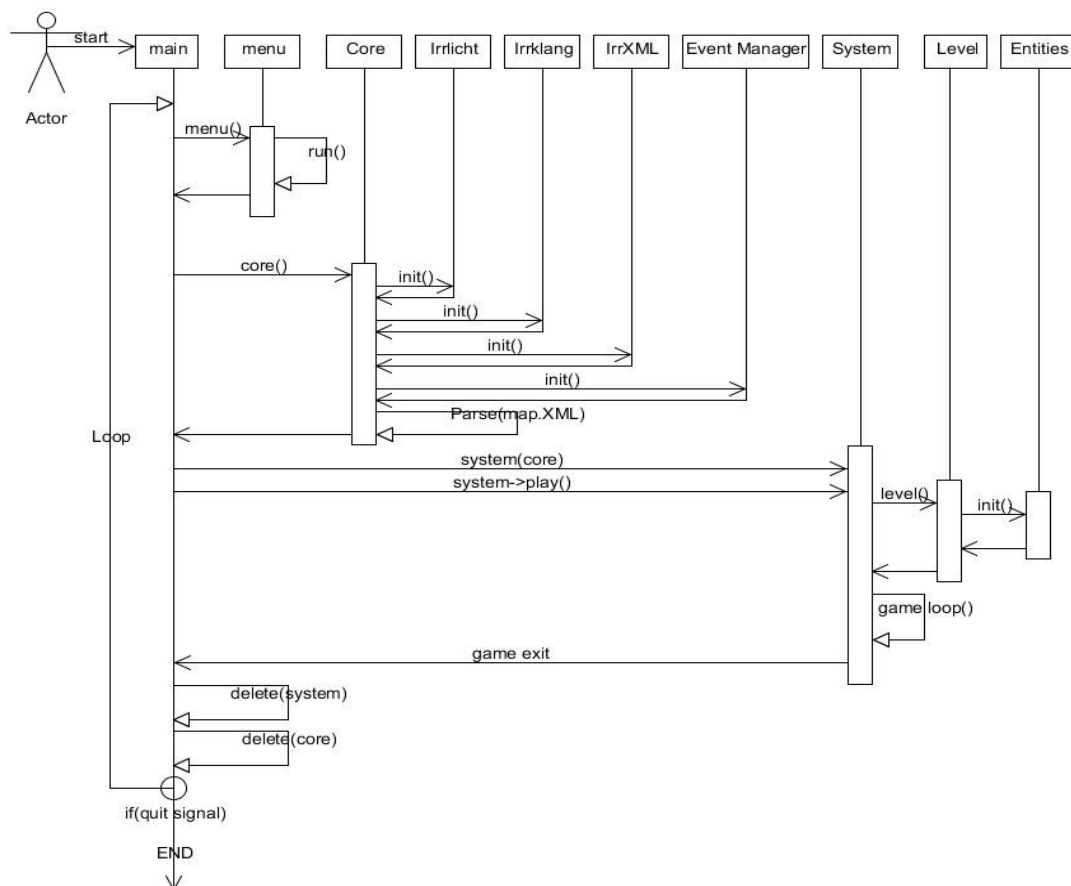 start
main
menu
Core
Irrlicht
Irrklang
IrrXML
Event Manager
System
Level
Entities
Actor
menu()
run()
core()
init()
init()
init()
init()
Parse(map.XML)
Loop
system(core)
system->play()
level()
init()
game loop()
game exit
delete(system)
delete(core)
if(quit signal)
END